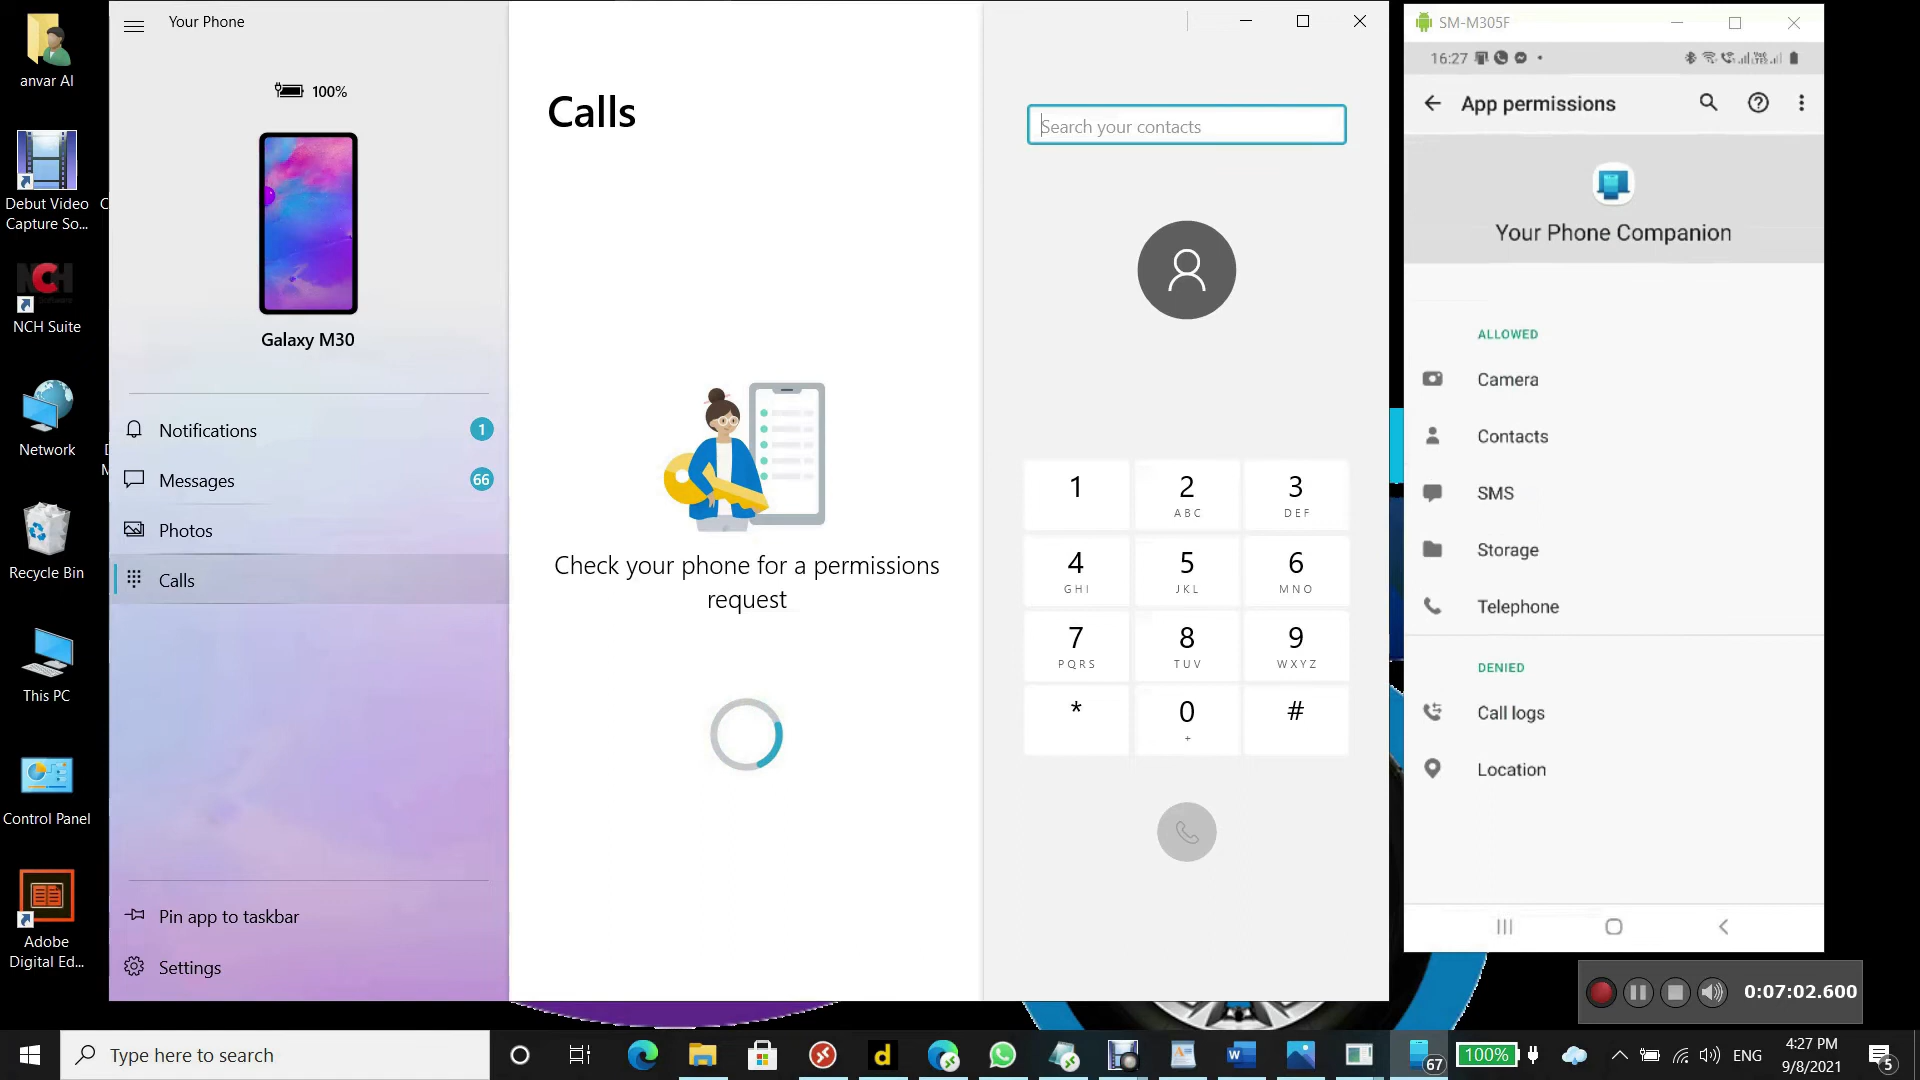 anvar Al
Debut Video
Capture So...
C
NCH
NCH Suite
Network
Recycle Bin
This PC
Control Panel
Adobe
Digital Ed...
Your Phone
100%
Galaxy M30
Notifications
1
Messages
66
Photos
Calls
Pin app to taskbar
Settings
Calls
Check your phone for a permissions
request
Search your contacts
1
2
ABC
3
DEF
4
GHI
5
JKL
6
MNO
7
PQRS
8
TUV
9
WXYZ
*
0
+
#
SM-M305F
16:27
App permissions
Your Phone Companion
ALLOWED
Camera
Contacts
SMS
Storage
Telephone
DENIED
Call logs
Location
0:07:02.600
Type here to search
67
100%
ENG
4:27 PM
9/8/2021
5